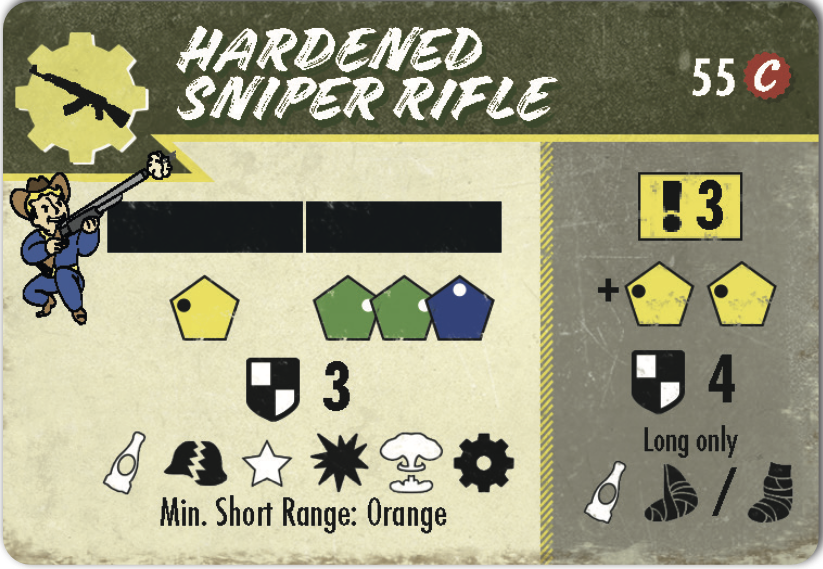 HARDENED
SNIPER RIFLE
55 C
! 3
+
3
4
Long only
/
Min. Short Range: Orange